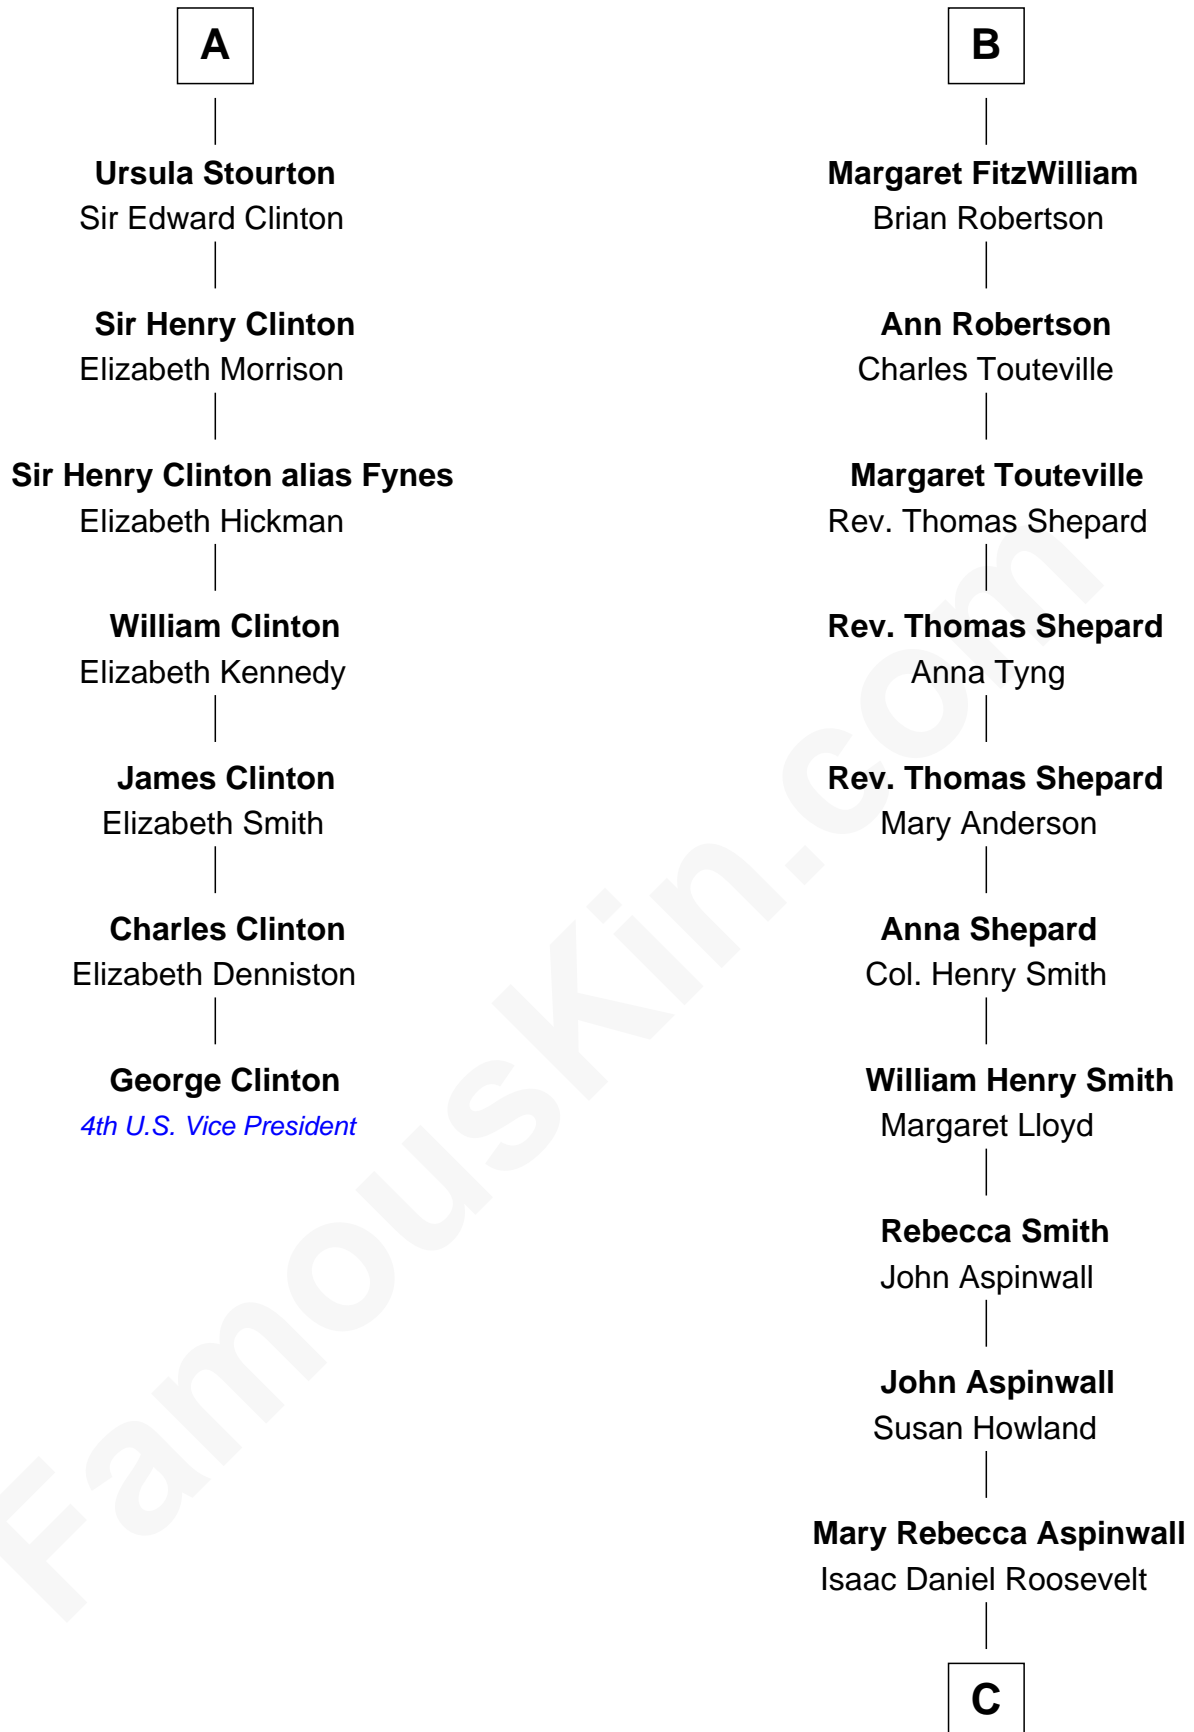 A
Ursula Stourton
Sir Edward Clinton
Sir Henry Clinton
Elizabeth Morrison
Sir Henry Clinton alias Fynes
Elizabeth Hickman
William Clinton
Elizabeth Kennedy
James Clinton
Elizabeth Smith
Charles Clinton
Elizabeth Denniston
George Clinton
4th U.S. Vice President
B
Margaret FitzWilliam
Brian Robertson
Ann Robertson
Charles Touteville
Margaret Touteville
Rev. Thomas Shepard
Rev. Thomas Shepard
Anna Tyng
Rev. Thomas Shepard
Mary Anderson
Anna Shepard
Col. Henry Smith
William Henry Smith
Margaret Lloyd
Rebecca Smith
John Aspinwall
John Aspinwall
Susan Howland
Mary Rebecca Aspinwall
Isaac Daniel Roosevelt
C
FamousKin.com